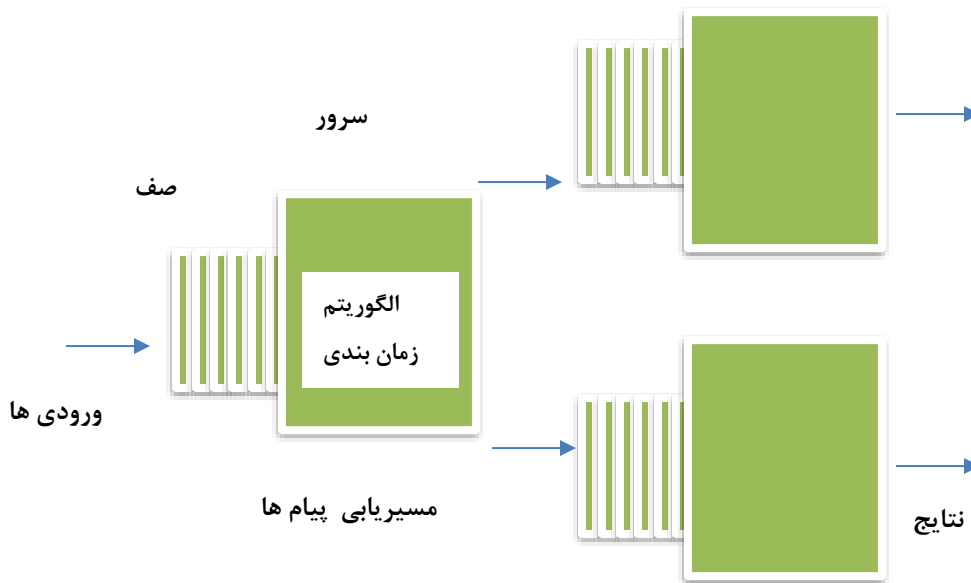 سرور
صف
الگوریتم
زمان بندی
ورودی ها
مسیریابی پیام ها
نتایج